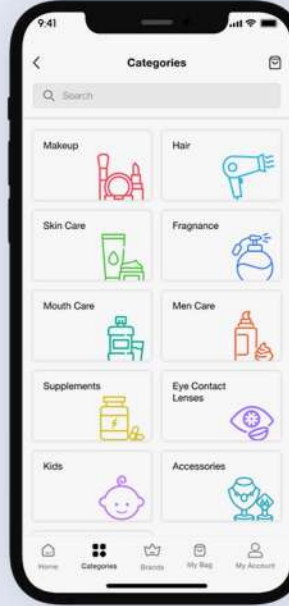 9:41
Categories
Search
Makeup
Hair
Skin Care
Fragnance
Mouth Care
Men Care
Supplements
Eye Contact
Lenses
Kids
Accessories
Home
Categories
Brands
My Bag
My Account